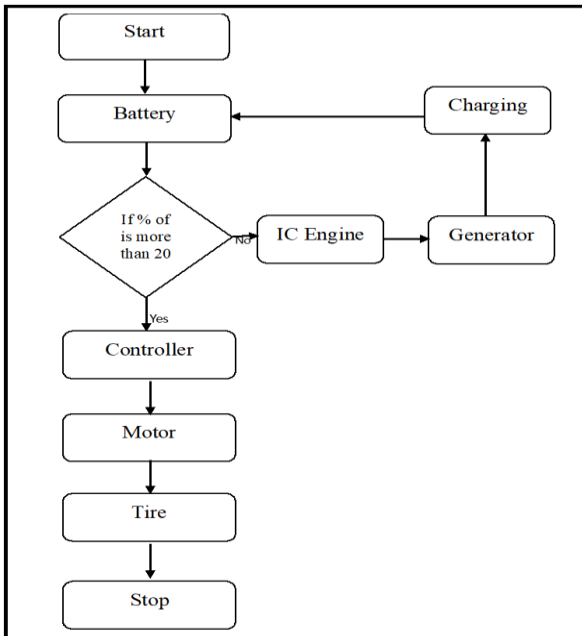 Start
Battery
Charging
If % of
is more
than 20
No
IC Engine
Generator
Yes
Controller
Motor
Tire
Stop